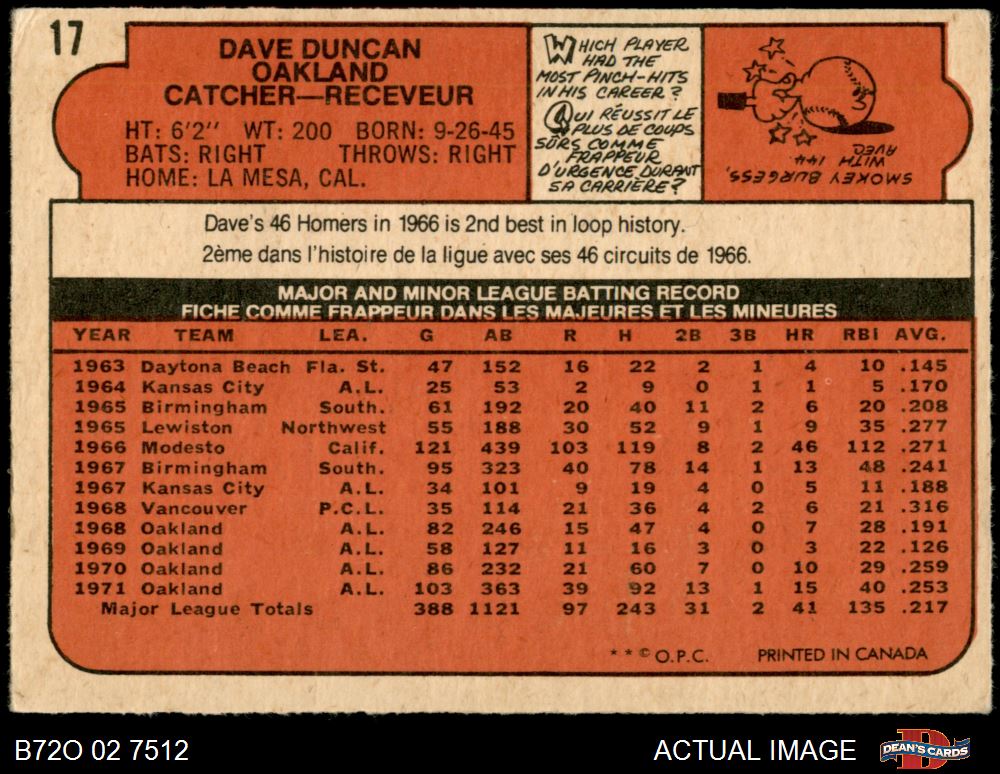 17
DAVE DUNCAN
OAKLAND
CATCHER—RECEVEUR
HT: 6'2" WT: 200 BORN: 9-26-45
BATS: RIGHT THROWS: RIGHT
HOME: LA MESA, CAL.
WHICH PLAYER
HAD THE
MOST PINCH-HITS
IN HIS CAREER?
QUI RÉUSSIT LE
PLUS DE COUPS
SÛRS COMME
FRAPPEUR
D'URGENCE DURANT
SA CARRIÈRE?
SMOKEY BURGESS,
WITH 144
AVEC
Dave's 46 Homers in 1966 is 2nd best in loop history.
2ème dans l'histoire de la ligue avec ses 46 circuits de 1966.
MAJOR AND MINOR LEAGUE BATTING RECORD
FICHE COMME FRAPPEUR DANS LES MAJEURES ET LES MINEURES
YEAR TEAM LEA. G AB R H 2B 3B HR RBI AVG.
1963 Daytona Beach Fla. St. 47 152 16 22 2 1 4 10 .145
1964 Kansas City A.L. 25 53 2 9 0 1 1 5 .170
1965 Birmingham South. 61 192 20 40 11 2 6 20 .208
1965 Lewiston Northwest 55 188 30 52 9 1 9 35 .277
1966 Modesto Calif. 121 439 103 119 8 2 46 112 .271
1967 Birmingham South. 95 323 40 78 14 1 13 48 .241
1967 Kansas City A.L. 34 101 9 19 4 0 5 11 .188
1968 Vancouver P.C.L. 35 114 21 36 4 2 6 21 .316
1968 Oakland A.L. 82 246 15 47 4 0 7 28 .191
1969 Oakland A.L. 58 127 11 16 3 0 3 22 .126
1970 Oakland A.L. 86 232 21 60 7 0 10 29 .259
1971 Oakland A.L. 103 363 39 92 13 1 15 40 .253
Major League Totals 388 1121 97 243 31 2 41 135 .217
* * © O.P.C. PRINTED IN CANADA
B72O 02 7512 ACTUAL IMAGE
DEAN'S CARDS